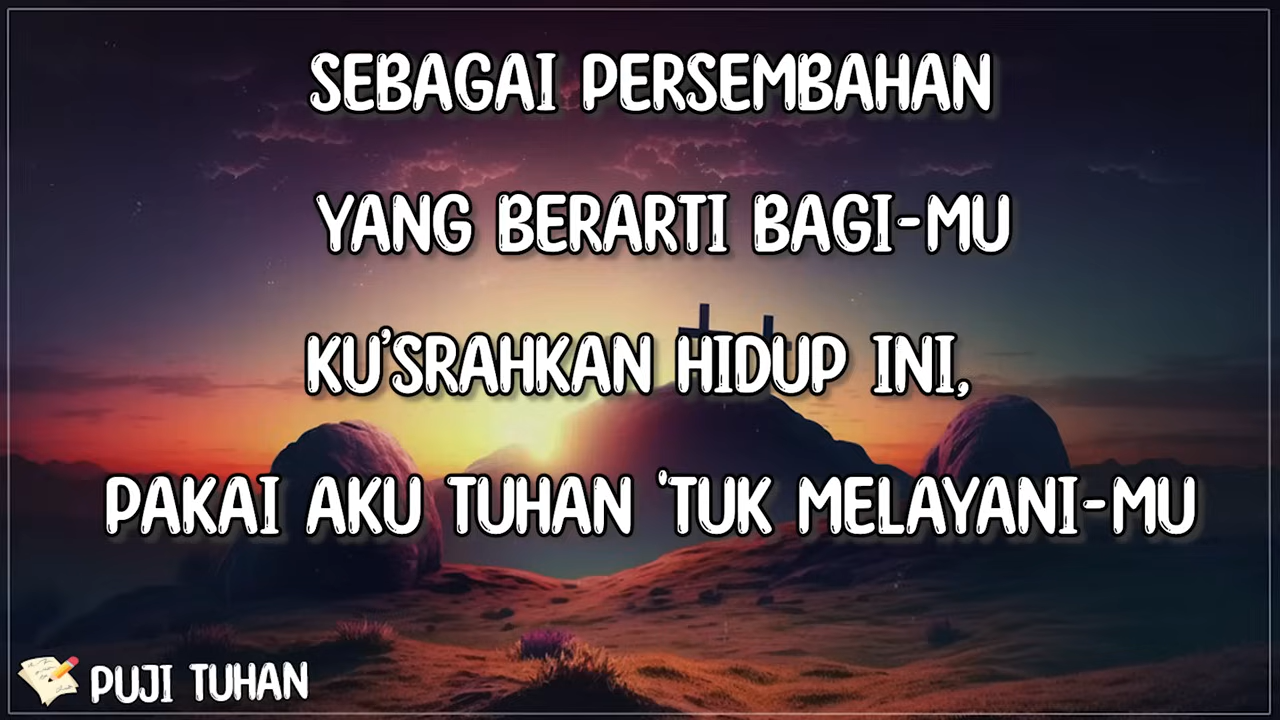 SEBAGAI PERSEMBAHAN
YANG BERARTI BAGI-MU
KU'SRAHKAN HIDUP INI,
PAKAI AKU TUHAN 'TUK MELAYANI-MU
PUJI TUHAN